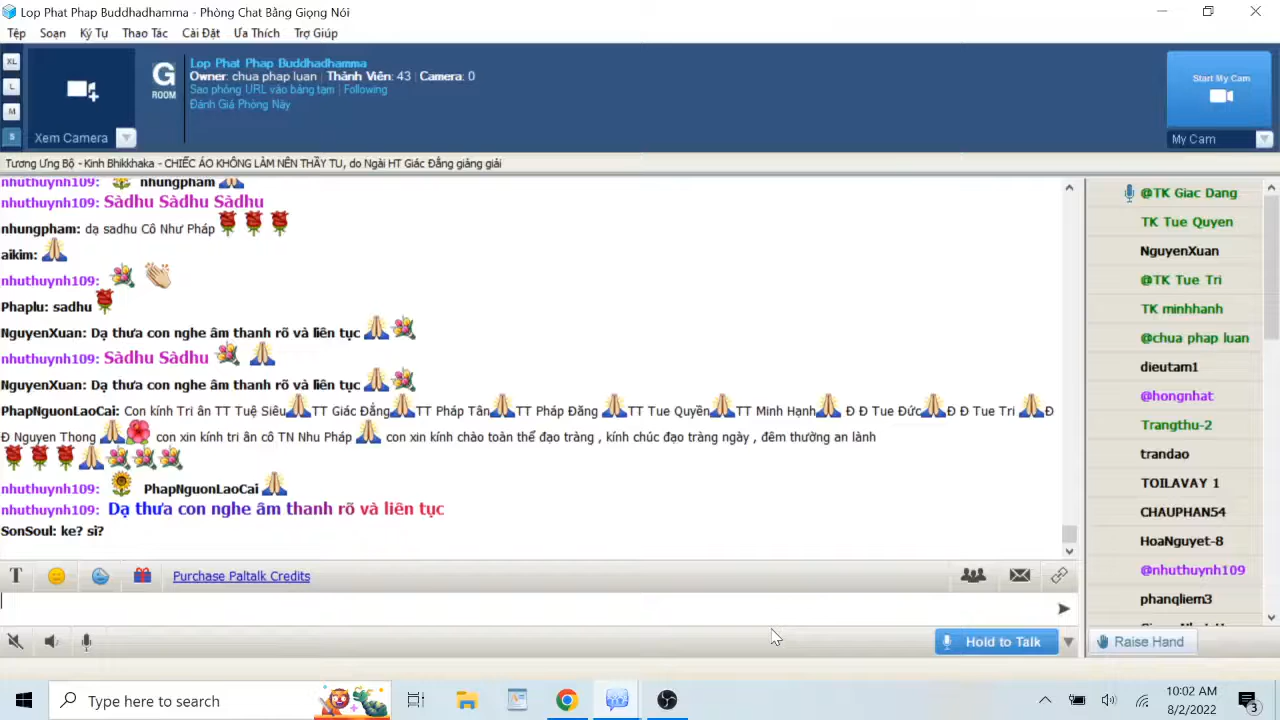 Lop Phat Phap Buddhadhamma - Phòng Chat Bằng Giọng Nói
Tệp Soạn Ký Tự Thao Tác Cài Đặt Ưa Thích Trợ Giúp
XL
L
M
S
Xem Camera
G
ROOM
Lop Phat Phap Buddhadhamma
Owner: chua phap luan | Thành Viên: 43 | Camera: 0
Sao phỏng URL vào bảng tạm | Following
Đánh Giá Phòng Này
Start My Cam
My Cam
Tương Ưng Bộ - Kinh Bhikkhaka - CHIẾC ÁO KHÔNG LÀM NÊN THẦY TU, do Ngài HT Giác Đẳng giảng giải
nhuthuynh109: nhungpham
nhuthuynh109: Sàdhu Sàdhu Sàdhu
nhungpham: dạ sadhu Cô Như Pháp
aikim:
nhuthuynh109:
Phaplu: sadhu
NguyenXuan: Dạ thưa con nghe âm thanh rõ và liên tục
nhuthuynh109: Sàdhu Sàdhu
NguyenXuan: Dạ thưa con nghe âm thanh rõ và liên tục
PhapNguonLaoCai: Con kính Tri ân TT Tuệ Siêu TT Giác Đẳng TT Pháp Tân TT Pháp Đăng TT Tue Quyền TT Minh Hạnh Đ Đ Tue Đức Đ Đ Tue Tri Đ
Đ Nguyen Thong con xin kính tri ân cô TN Nhu Pháp con xin kính chào toàn thể đạo tràng , kính chúc đạo tràng ngày , đêm thường an lành
nhuthuynh109: PhapNguonLaoCai
nhuthuynh109: Dạ thưa con nghe âm thanh rõ và liên tục
SonSoul: ke? si?
T Purchase Paltalk Credits
Hold to Talk
@TK Giac Dang
TK Tue Quyen
NguyenXuan
@TK Tue Tri
TK minhhanh
@chua phap luan
dieutam1
@hongnhat
Trangthu-2
trandao
TOILAVAY 1
CHAUPHAN54
HoaNguyet-8
@nhuthuynh109
phanqliem3
Raise Hand
Type here to search
10:02 AM
8/2/2022
3